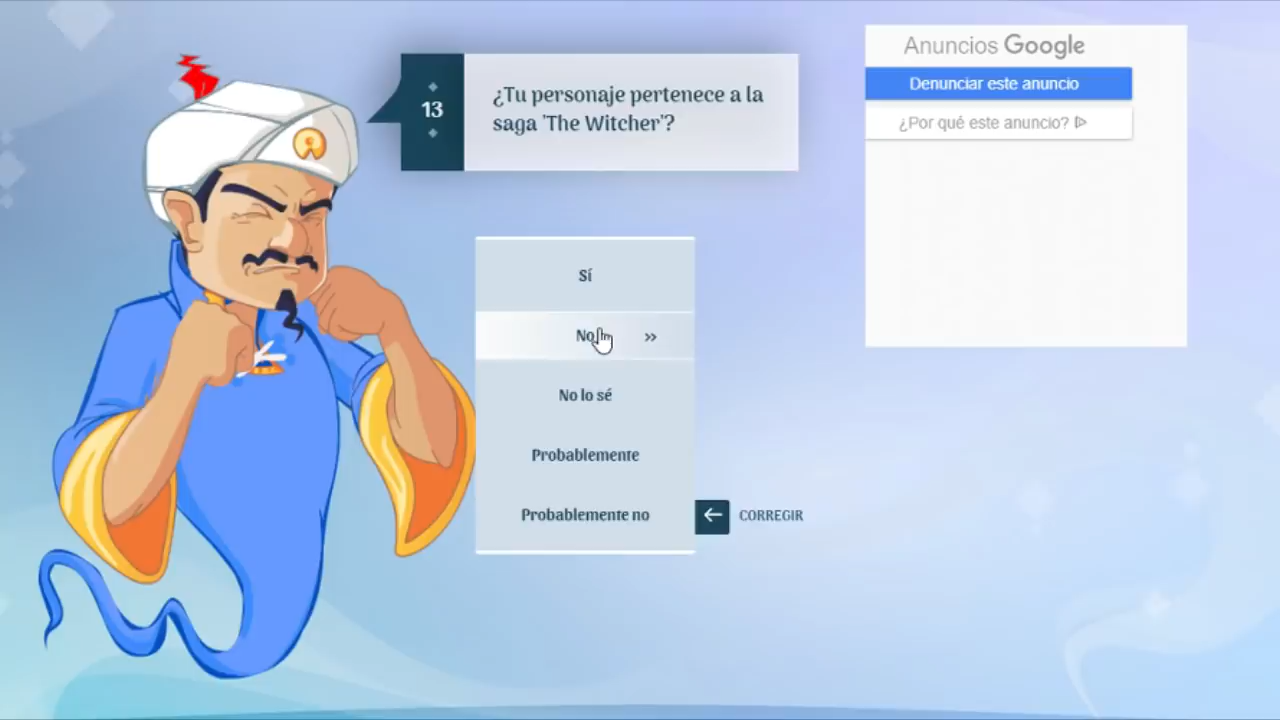 Anuncios Google
Denunciar este anuncio
¿Por qué este anuncio?
13
¿Tu personaje pertenece a la
saga 'The Witcher'?
Sí
No
No lo sé
Probablemente
Probablemente no
CORREGIR